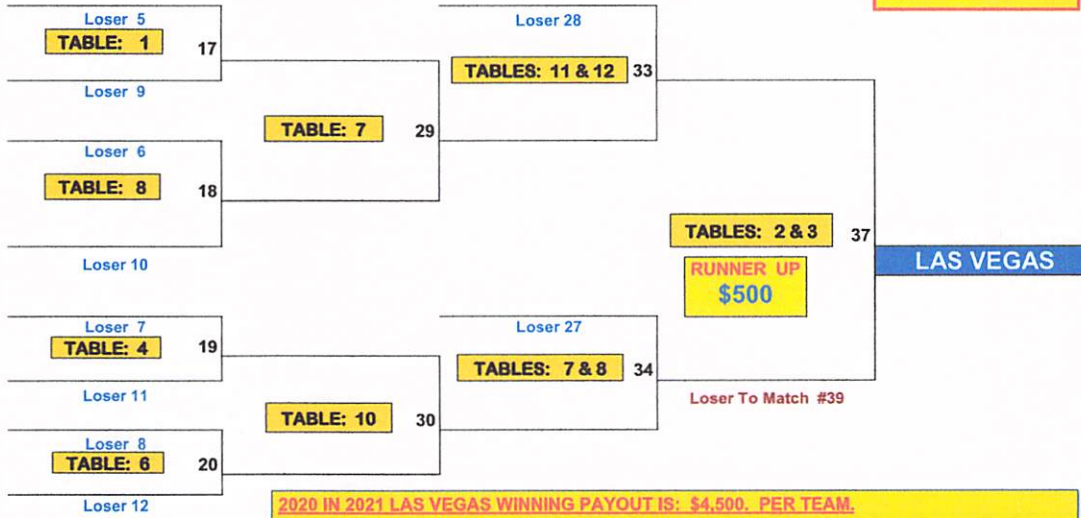 Loser 5
TABLE: 1
17
Loser 9
Loser 6
TABLE: 8
18
Loser 10
TABLE: 7
29
Loser 28
TABLES: 11 & 12
33
TABLES: 2 & 3
37
RUNNER UP
$500
LAS VEGAS
Loser 7
TABLE: 4
19
Loser 11
Loser 8
TABLE: 6
20
Loser 12
TABLE: 10
30
Loser 27
TABLES: 7 & 8
34
Loser To Match #39
2020 IN 2021 LAS VEGAS WINNING PAYOUT IS: $4,500. PER TEAM.